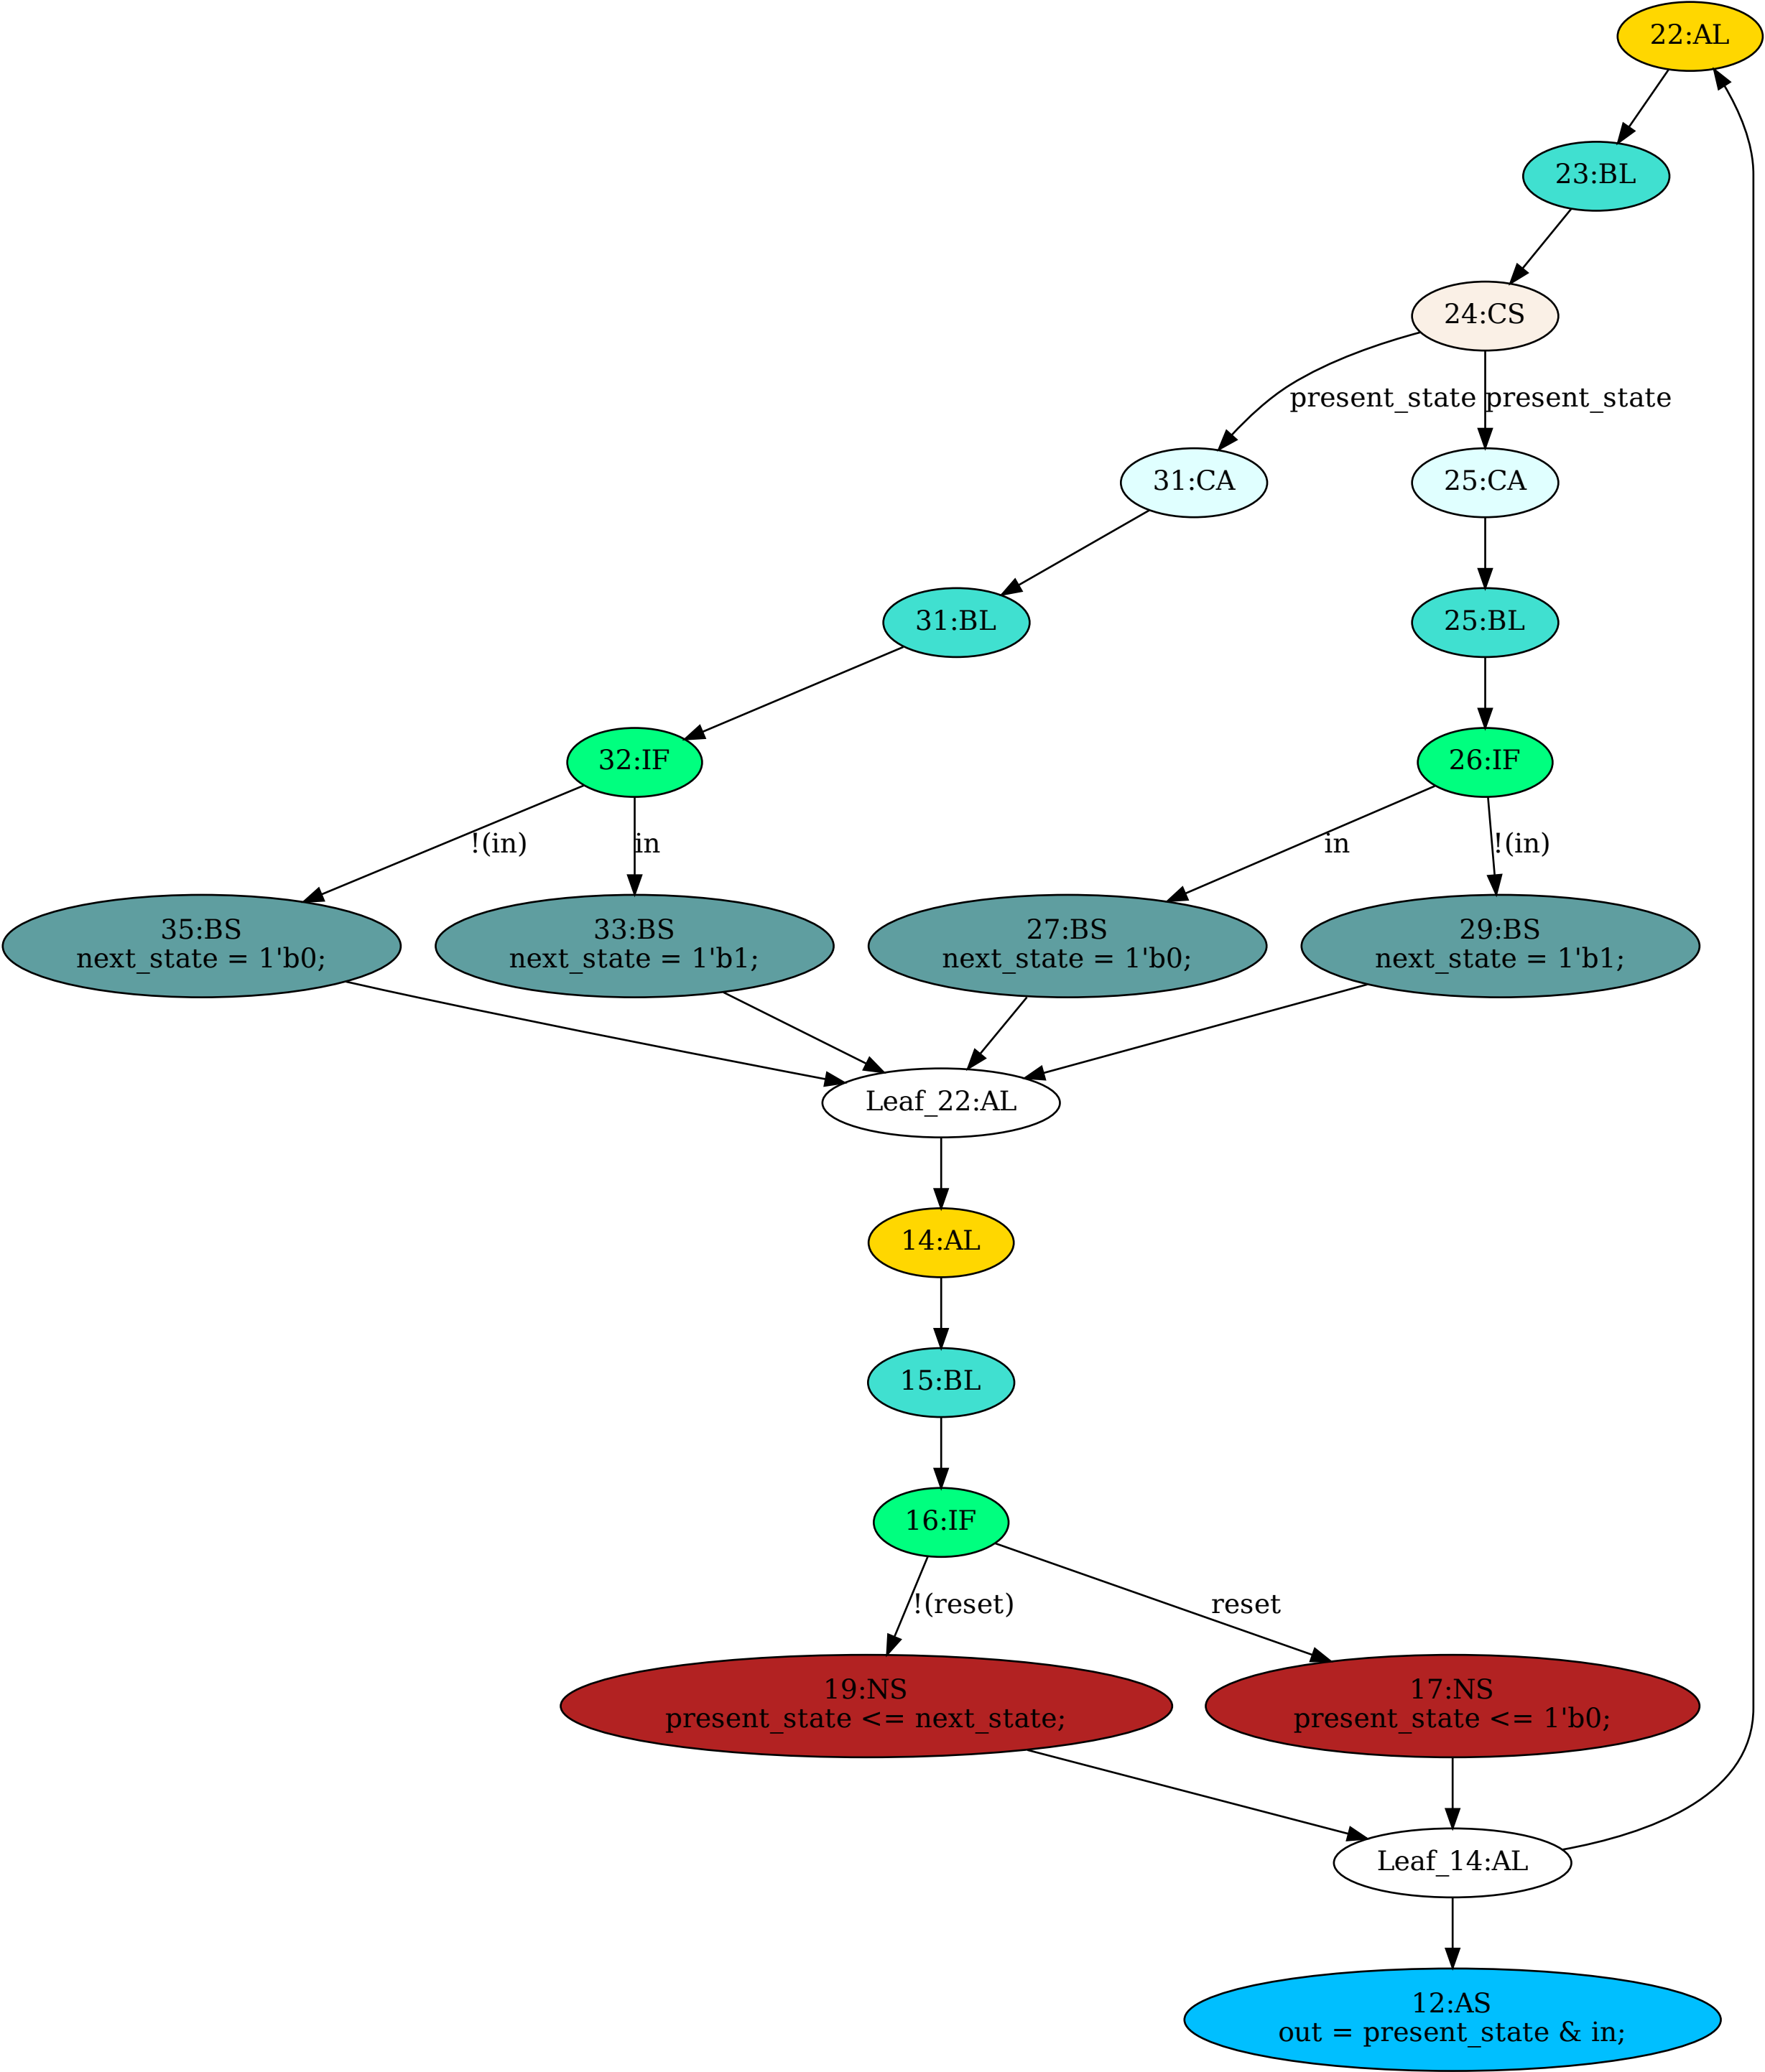 22:AL
23:BL
24:CS
present_state
present_state
31:CA
25:CA
31:BL
25:BL
32:IF
26:IF
!(in)
in
in
!(in)
35:BS
next_state = 1'b0;
33:BS
next_state = 1'b1;
27:BS
next_state = 1'b0;
29:BS
next_state = 1'b1;
Leaf_22:AL
14:AL
15:BL
16:IF
!(reset)
reset
19:NS
present_state <= next_state;
17:NS
present_state <= 1'b0;
Leaf_14:AL
12:AS
out = present_state & in;